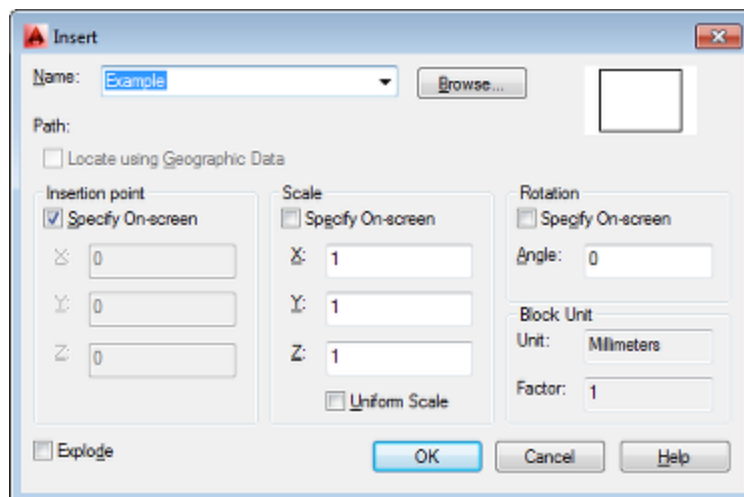 Insert
Name: Example Browse...
Path:
Locate using Geographic Data
Insertion point
Specify On-screen
X: 0
Y: 0
Z: 0
Scale
Specify On-screen
X: 1
Y: 1
Z: 1
Uniform Scale
Rotation
Specify On-screen
Angle: 0
Block Unit
Unit: Millimeters
Factor: 1
Explode
OK Cancel Help